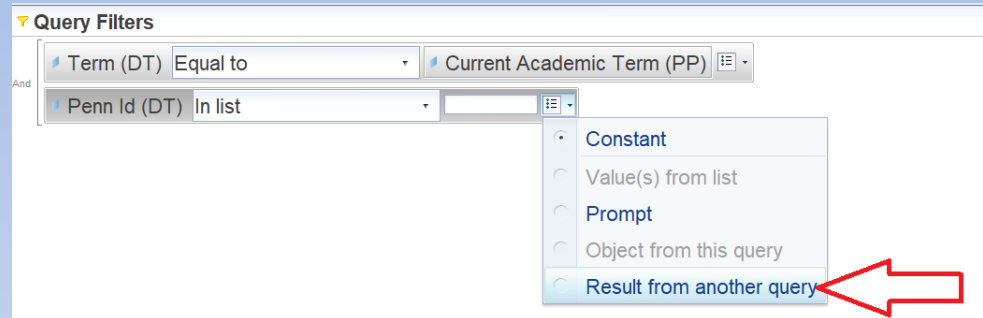 Query Filters
Term (DT) Equal to Current Academic Term (PP)
And
Penn Id (DT) In list
Constant
Value(s) from list
Prompt
Object from this query
Result from another query